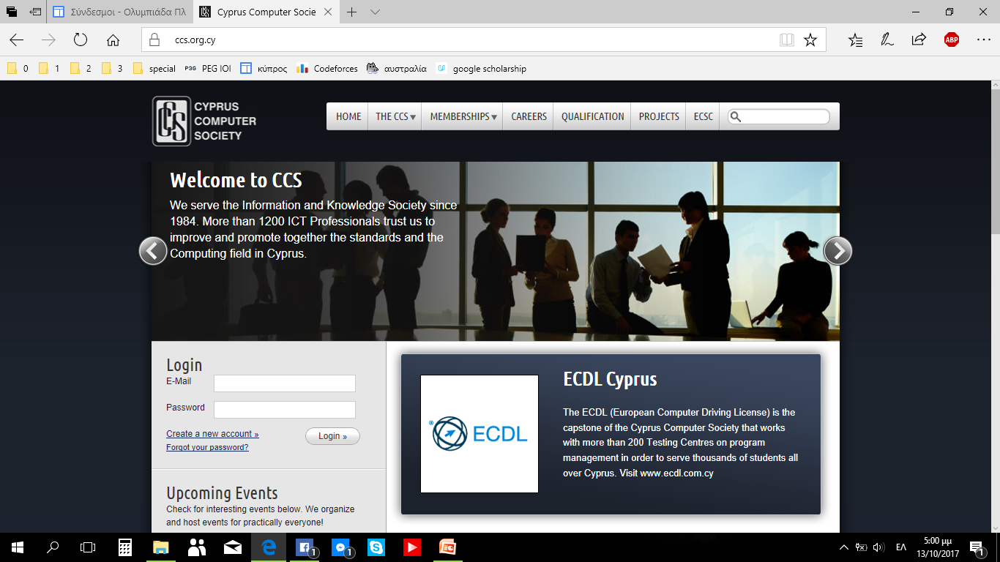 Σύνδεσμοι - Ολυμπιάδα Πλ
Cyprus Computer Socie
ccs.org.cy
ABP
0 1 2 3 special P3G PEG IOI κύπρος Codeforces αυστραλία google scholarship
CCS
CYPRUS
COMPUTER
SOCIETY
HOME THE CCS MEMBERSHIPS CAREERS QUALIFICATION PROJECTS ECSC
Welcome to CCS
We serve the Information and Knowledge Society since
1984. More than 1200 ICT Professionals trust us to
improve and promote together the standards and the
Computing field in Cyprus.
Login
E-Mail
Password
Create a new account »
Login »
Forgot your password?
Upcoming Events
Check for interesting events below. We organize
and host events for practically everyone!
® ECDL
ECDL Cyprus
The ECDL (European Computer Driving License) is the
capstone of the Cyprus Computer Society that works
with more than 200 Testing Centres on program
management in order to serve thousands of students all
over Cyprus. Visit www.ecdl.com.cy
1
1
ΕΛ
5:00 μμ
13/10/2017
1